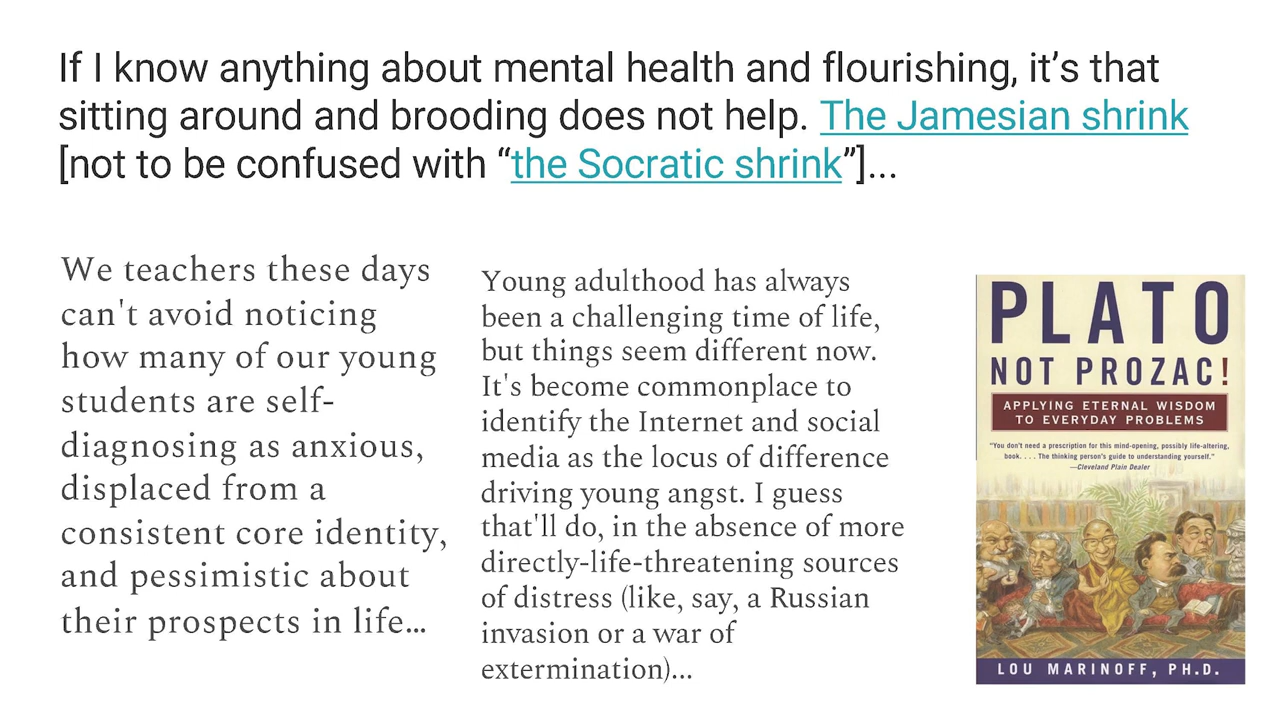 If I know anything about mental health and flourishing, it’s that
sitting around and brooding does not help. The Jamesian shrink
[not to be confused with “the Socratic shrink”]...
We teachers these days
can't avoid noticing
how many of our young
students are self-
diagnosing as anxious,
displaced from a
consistent core identity,
and pessimistic about
their prospects in life…
Young adulthood has always
been a challenging time of life,
but things seem different now.
It's become commonplace to
identify the Internet and social
media as the locus of difference
driving young angst. I guess
that'll do, in the absence of more
directly-life-threatening sources
of distress (like, say, a Russian
invasion or a war of
extermination)...
PLATO
NOT PROZAC!
APPLYING ETERNAL WISDOM
TO EVERYDAY PROBLEMS
“You don't need a prescription for this mind-opening, possibly life-altering,
book. . . . The thinking person's guide to understanding yourself.”
—Cleveland Plain Dealer
LOU MARINOFF, PH.D.